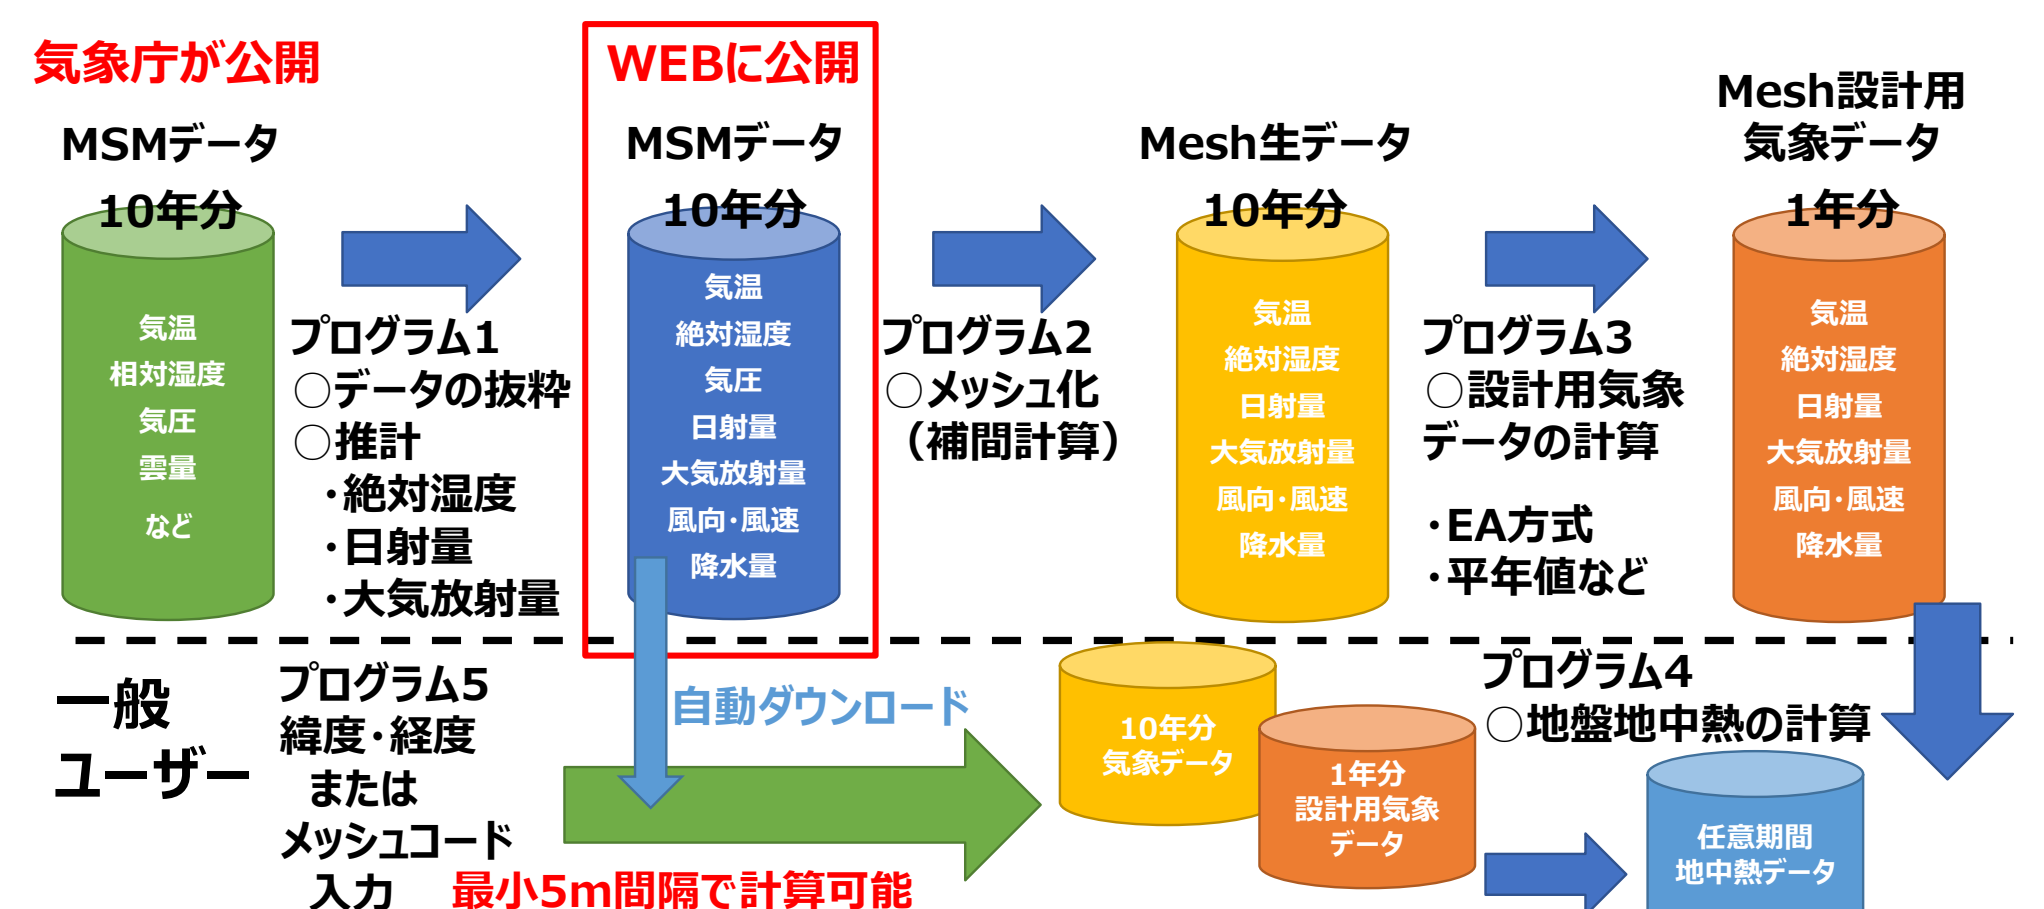 気象庁が公開
MSMデータ
10年分
気温
相対湿度
気圧
雲量
など
プログラム1
○データの抜粋
○推計
・絶対湿度
・日射量
・大気放射量
WEBに公開
MSMデータ
10年分
気温
絶対湿度
気圧
日射量
大気放射量
風向・風速
降水量
プログラム2
○メッシュ化
（補間計算）
Mesh生データ
10年分
気温
絶対湿度
日射量
大気放射量
風向・風速
降水量
プログラム3
○設計用気象
データの計算
・EA方式
・平年値など
Mesh設計用
気象データ
1年分
気温
絶対湿度
日射量
大気放射量
風向・風速
降水量
一般
ユーザー
プログラム5
緯度・経度
または
メッシュコード
入力
自動ダウンロード
最小5m間隔で計算可能
10年分
気象データ
1年分
設計用気象
データ
プログラム4
○地盤地中熱の計算
任意期間
地中熱データ